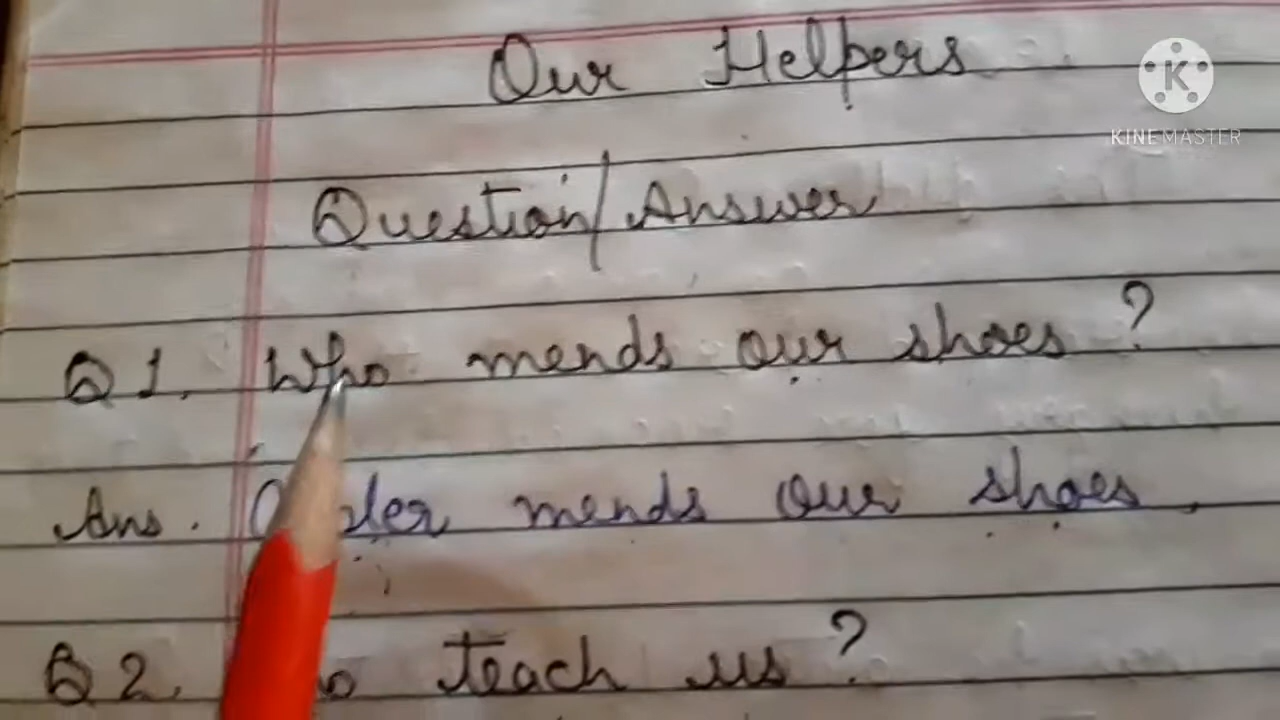 Our Helpers
KINEMASTER
Question/Answer
Q1. Who mends our shoes ?
Ans. mends our shoes.
Q2. teach us ?